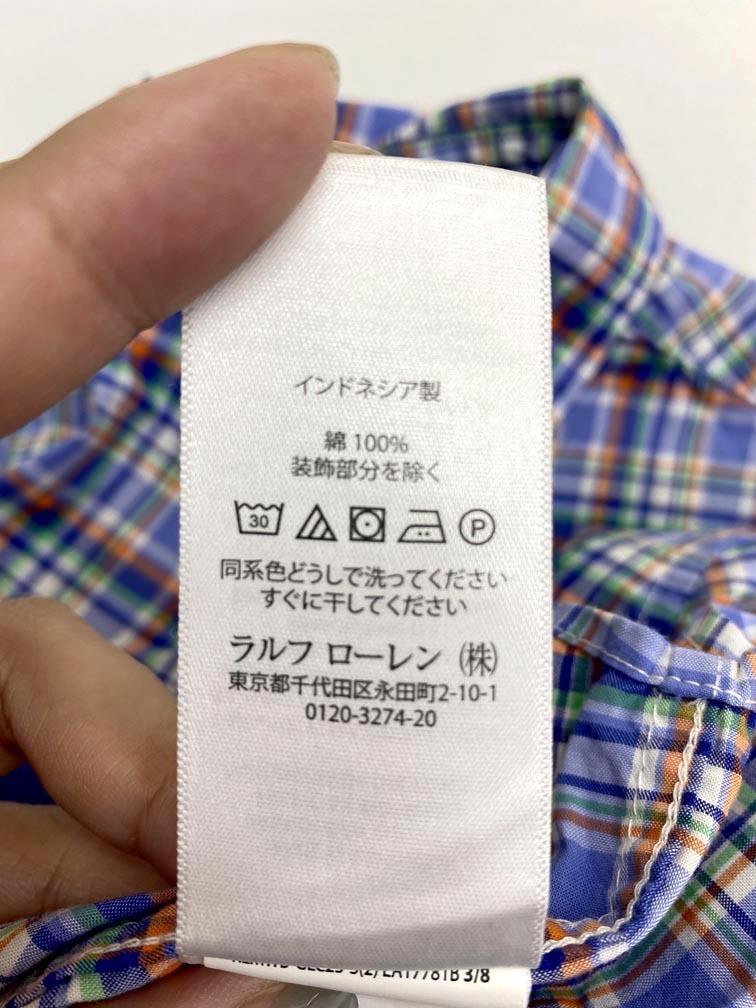 インドネシア製
綿 100%
装飾部分を除く
30 P
同系色どうしで洗ってください
すぐに干してください
ラルフ ローレン (株)
東京都千代田区永田町2-10-1
0120-3274-20
3/8